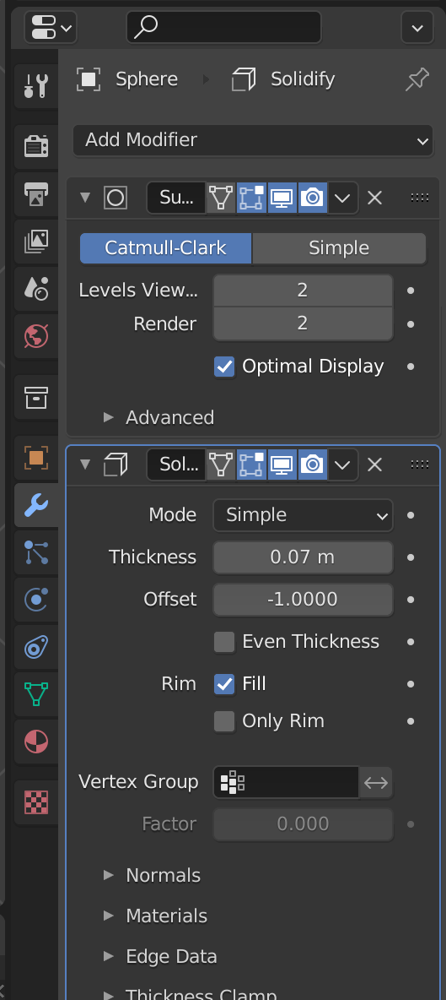 Sphere Solidify
Add Modifier
Su...
Catmull-Clark Simple
Levels View... 2
Render 2
Optimal Display
Advanced
Sol...
Mode Simple
Thickness 0.07 m
Offset -1.0000
Even Thickness
Rim Fill
Only Rim
Vertex Group
Factor 0.000
Normals
Materials
Edge Data
Thickness Clamp